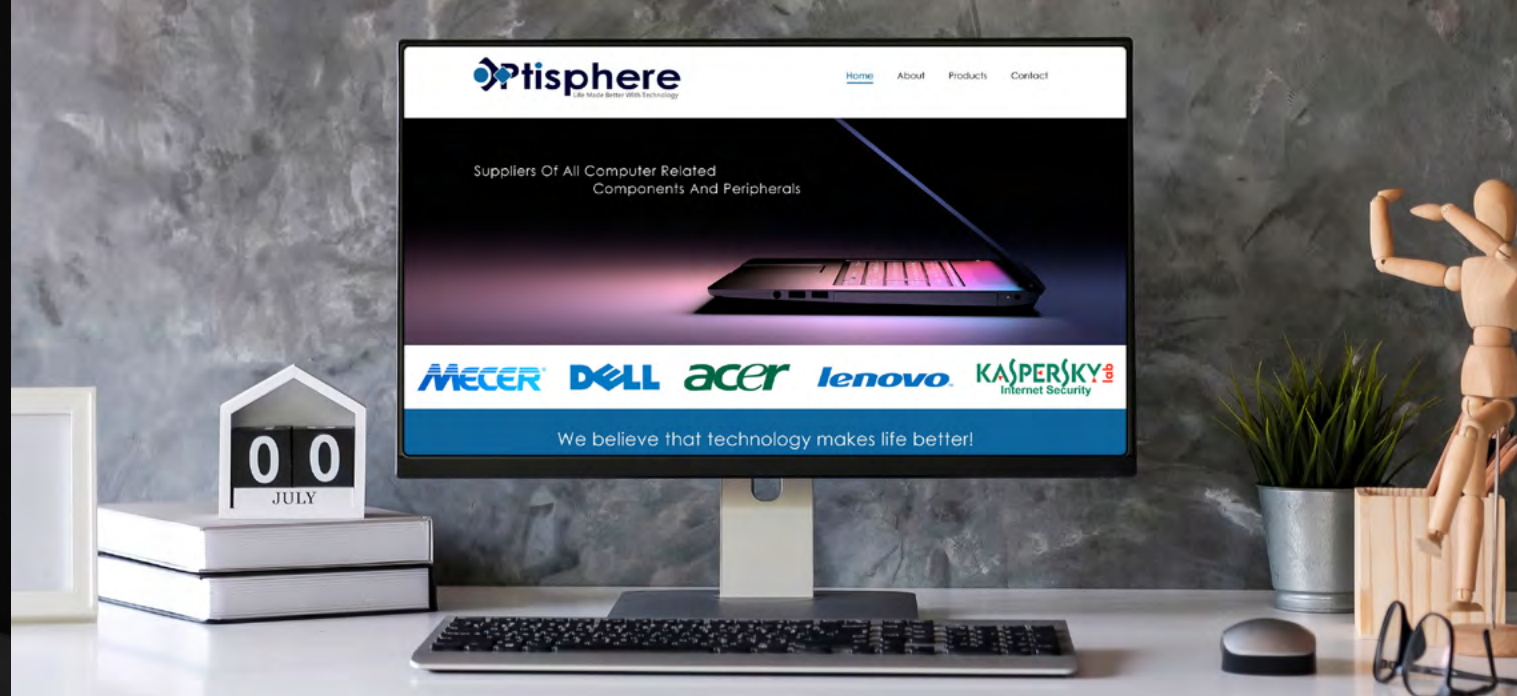 Optisphere
Life Made Better With Technology
Home About Products Contact
Suppliers Of All Computer Related
Components And Peripherals
MECER DELL acer lenovo. KASPERSKY lab
Internet Security
We believe that technology makes life better!
0 0
JULY